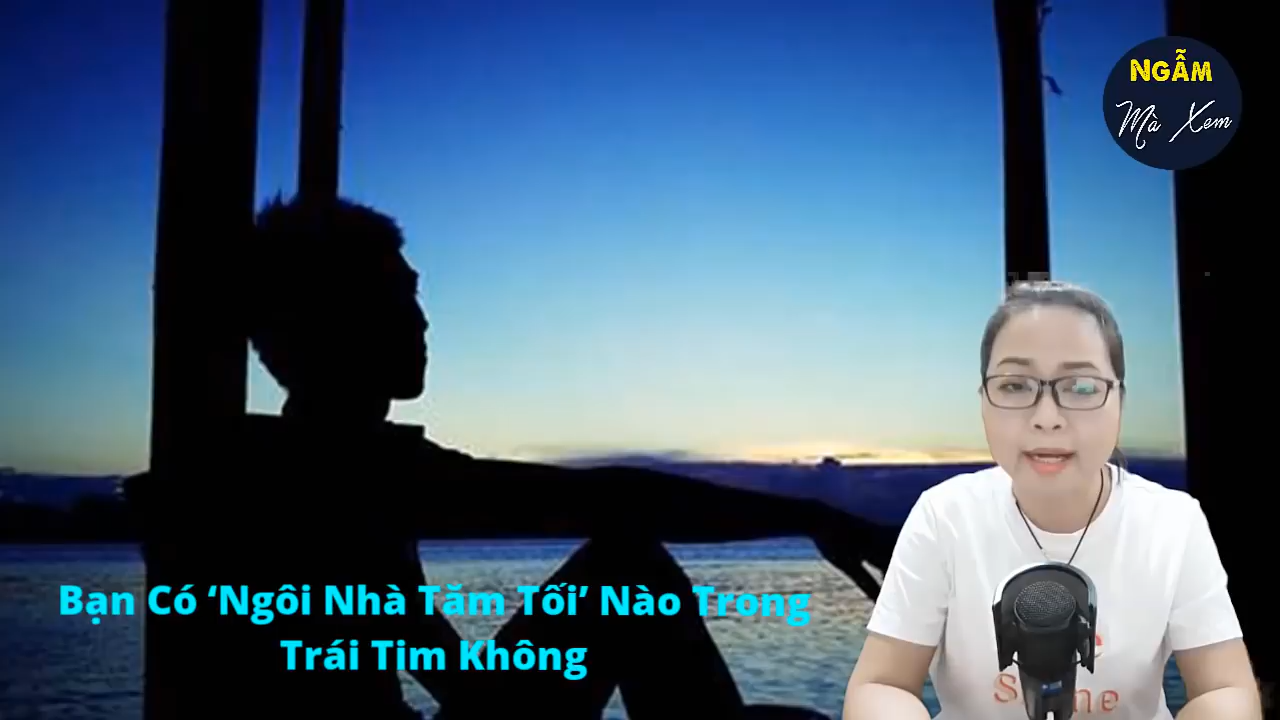 NGẪM
Mà Xem
Bạn Có ‘Ngôi Nhà Tăm Tối’ Nào Trong
Trái Tim Không